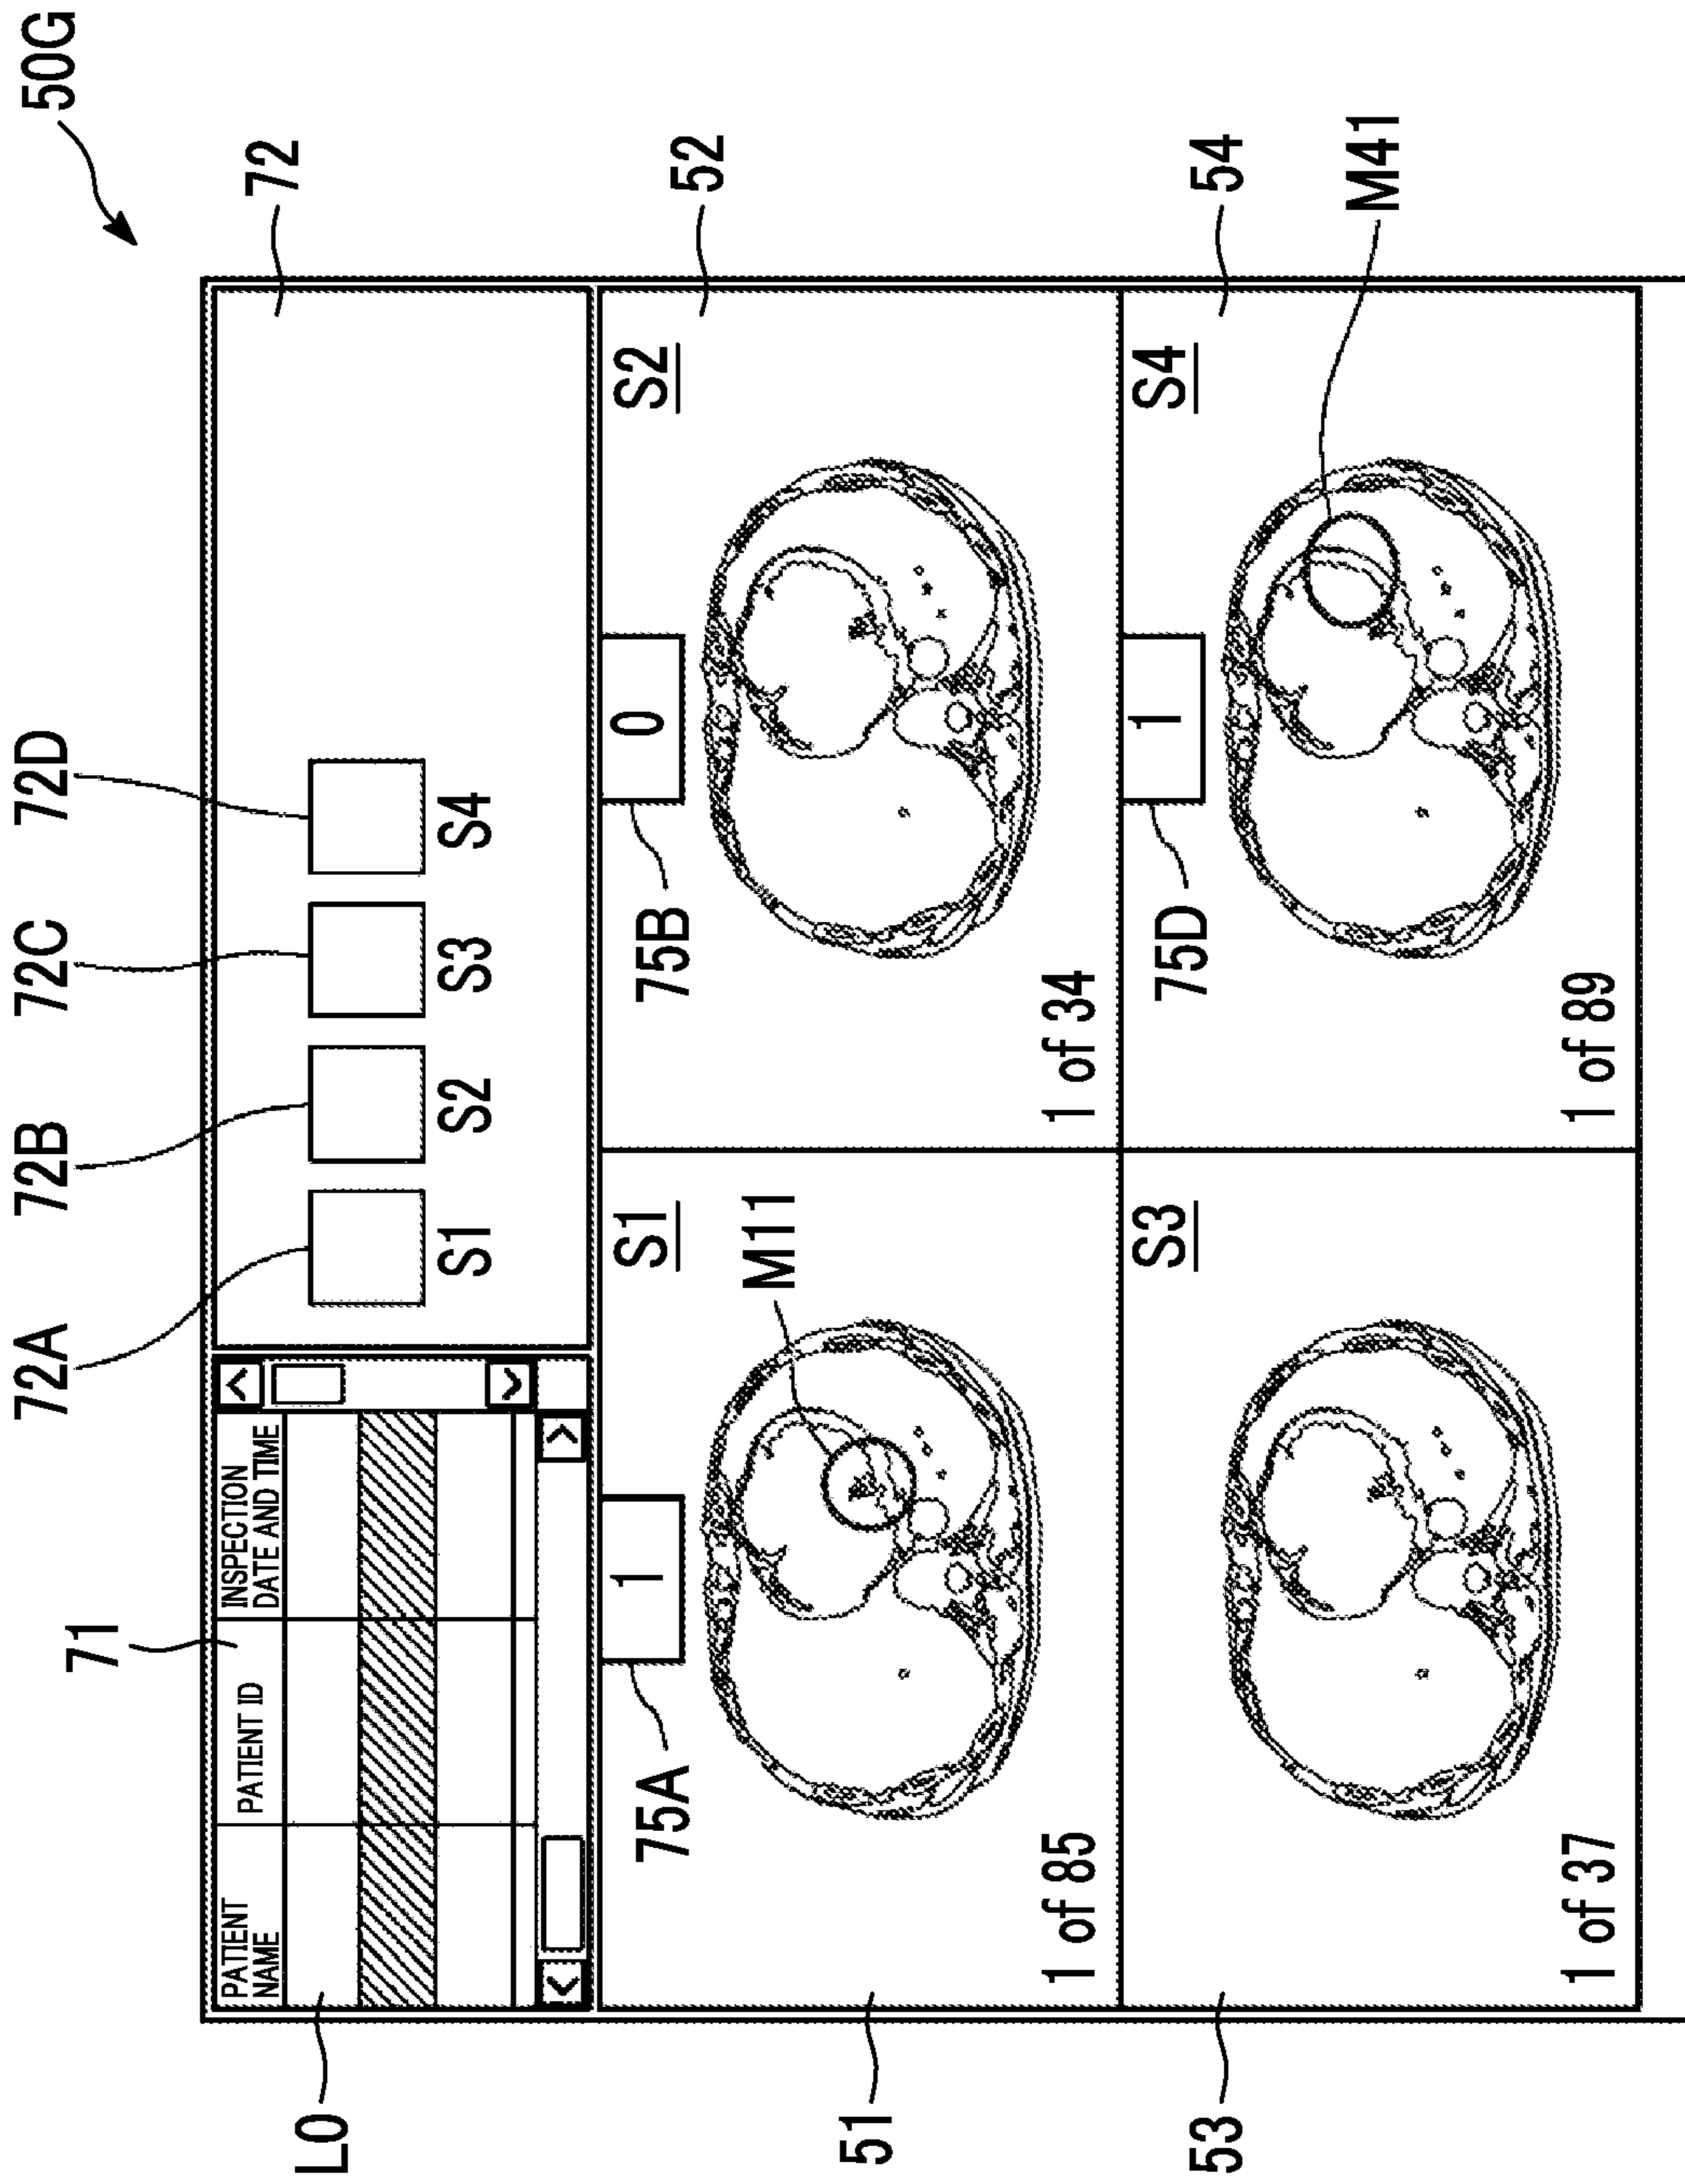 50G
72A 72B 72C 72D
71
72
PATIENT NAME
PATIENT ID
INSPECTION DATE AND TIME
L0
S1 S2 S3 S4
75A
1
S1
M11
1 of 85
51
75B
0
S2
1 of 34
52
S3
1 of 37
53
75D
1
S4
M41
1 of 89
54